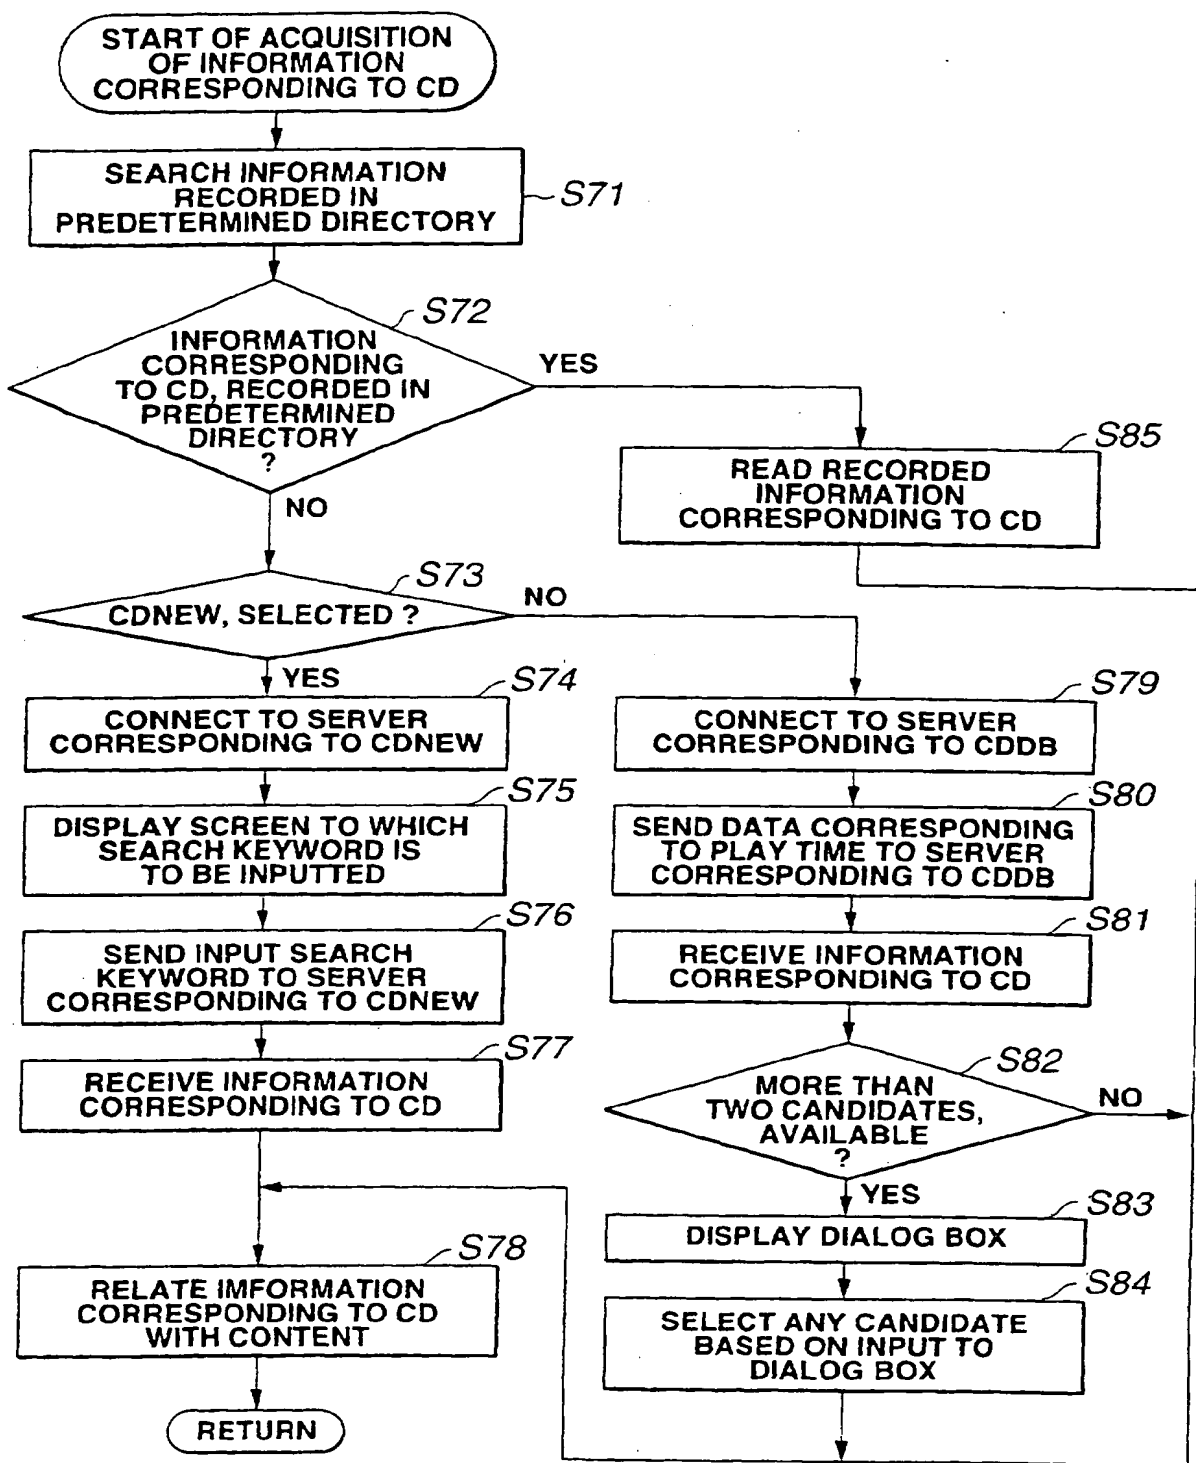 START OF ACQUISITION
OF INFORMATION
CORRESPONDING TO CD
SEARCH INFORMATION
RECORDED IN
PREDETERMINED DIRECTORY
S71
S72
INFORMATION
CORRESPONDING
TO CD, RECORDED IN
PREDETERMINED
DIRECTORY
?
YES
NO
S85
READ RECORDED
INFORMATION
CORRESPONDING TO CD
S73
CDNEW, SELECTED ?
NO
YES
S74
CONNECT TO SERVER
CORRESPONDING TO CDNEW
S75
DISPLAY SCREEN TO WHICH
SEARCH KEYWORD IS
TO BE INPUTTED
S76
SEND INPUT SEARCH
KEYWORD TO SERVER
CORRESPONDING TO CDNEW
S77
RECEIVE INFORMATION
CORRESPONDING TO CD
S78
RELATE IMFORMATION
CORRESPONDING TO CD
WITH CONTENT
RETURN
S79
CONNECT TO SERVER
CORRESPONDING TO CDDB
S80
SEND DATA CORRESPONDING
TO PLAY TIME TO SERVER
CORRESPONDING TO CDDB
S81
RECEIVE INFORMATION
CORRESPONDING TO CD
S82
MORE THAN
TWO CANDIDATES,
AVAILABLE
?
NO
YES
S83
DISPLAY DIALOG BOX
S84
SELECT ANY CANDIDATE
BASED ON INPUT TO
DIALOG BOX